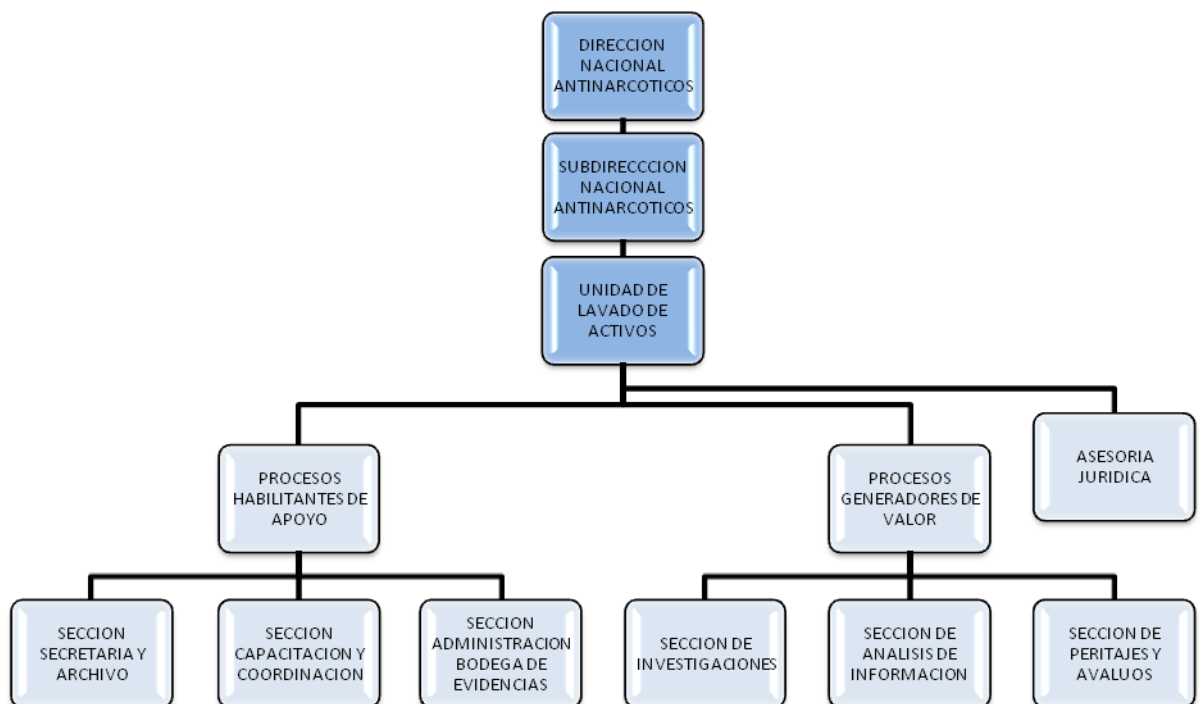 DIRECCION
NACIONAL
ANTINARCOTICOS
SUBDIRECCCION
NACIONAL
ANTINARCOTICOS
UNIDAD DE
LAVADO DE
ACTIVOS
ASESORIA
JURIDICA
PROCESOS
HABILITANTES DE
APOYO
PROCESOS
GENERADORES DE
VALOR
SECCION
SECRETARIA Y
ARCHIVO
SECCION
CAPACITACION Y
COORDINACION
SECCION
ADMINISTRACION
BODEGA DE
EVIDENCIAS
SECCION DE
INVESTIGACIONES
SECCION DE
ANALISIS DE
INFORMACION
SECCION DE
PERITAJES Y
AVALUOS